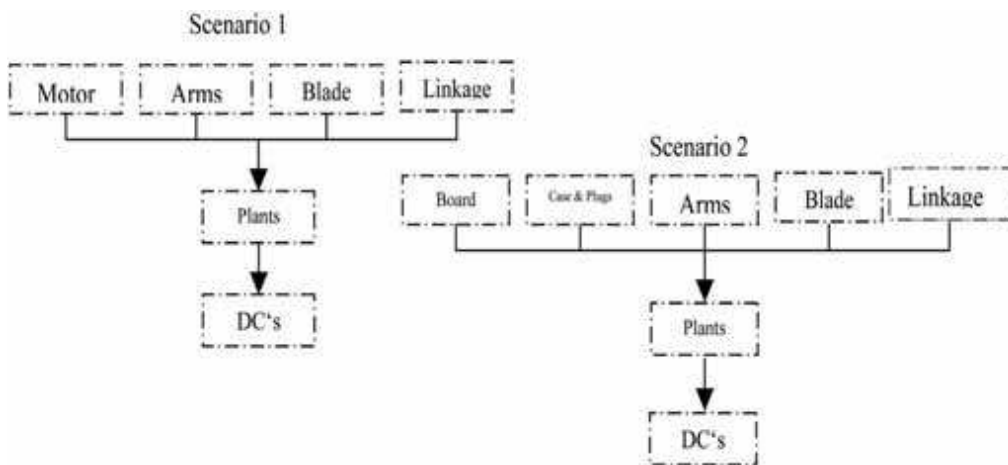 Scenario 1
Motor
Arms
Blade
Linkage
Plants
DC‘s
Scenario 2
Board
Case & Plugs
Arms
Blade
Linkage
Plants
DC‘s